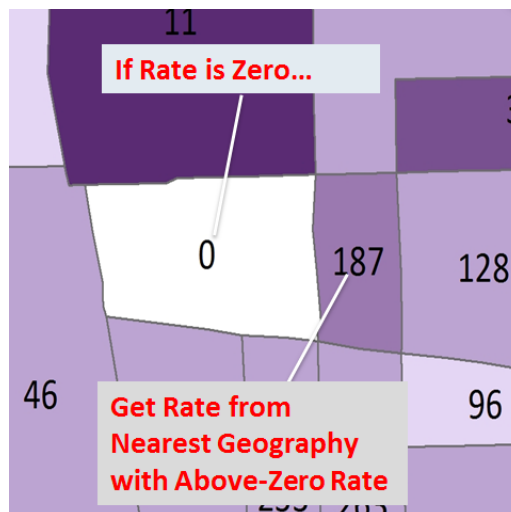 11
If Rate is Zero...
0
187
128
46
Get Rate from
Nearest Geography
with Above-Zero Rate
96